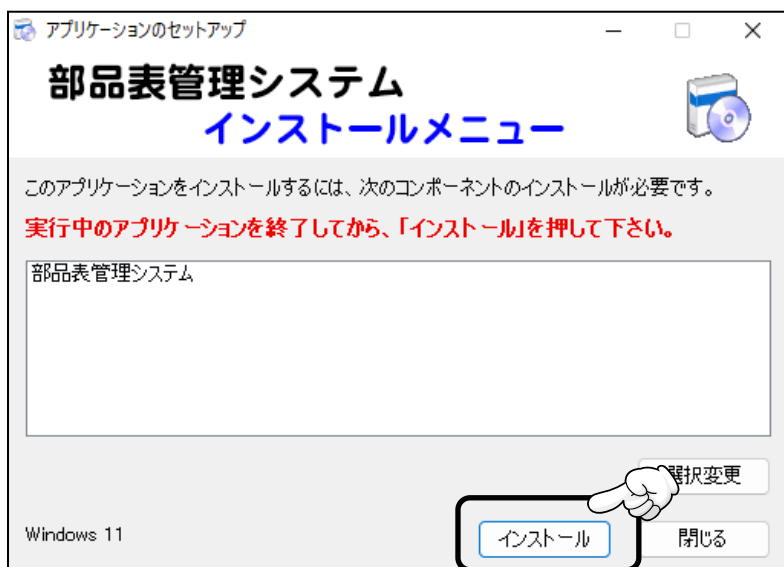 アプリケーションのセットアップ
部品表管理システム
インストールメニュー
このアプリケーションをインストールするには、次のコンポーネントのインストールが必要です。
実行中のアプリケーションを終了してから、「インストール」を押して下さい。
部品表管理システム
選択変更
Windows 11
インストール
閉じる